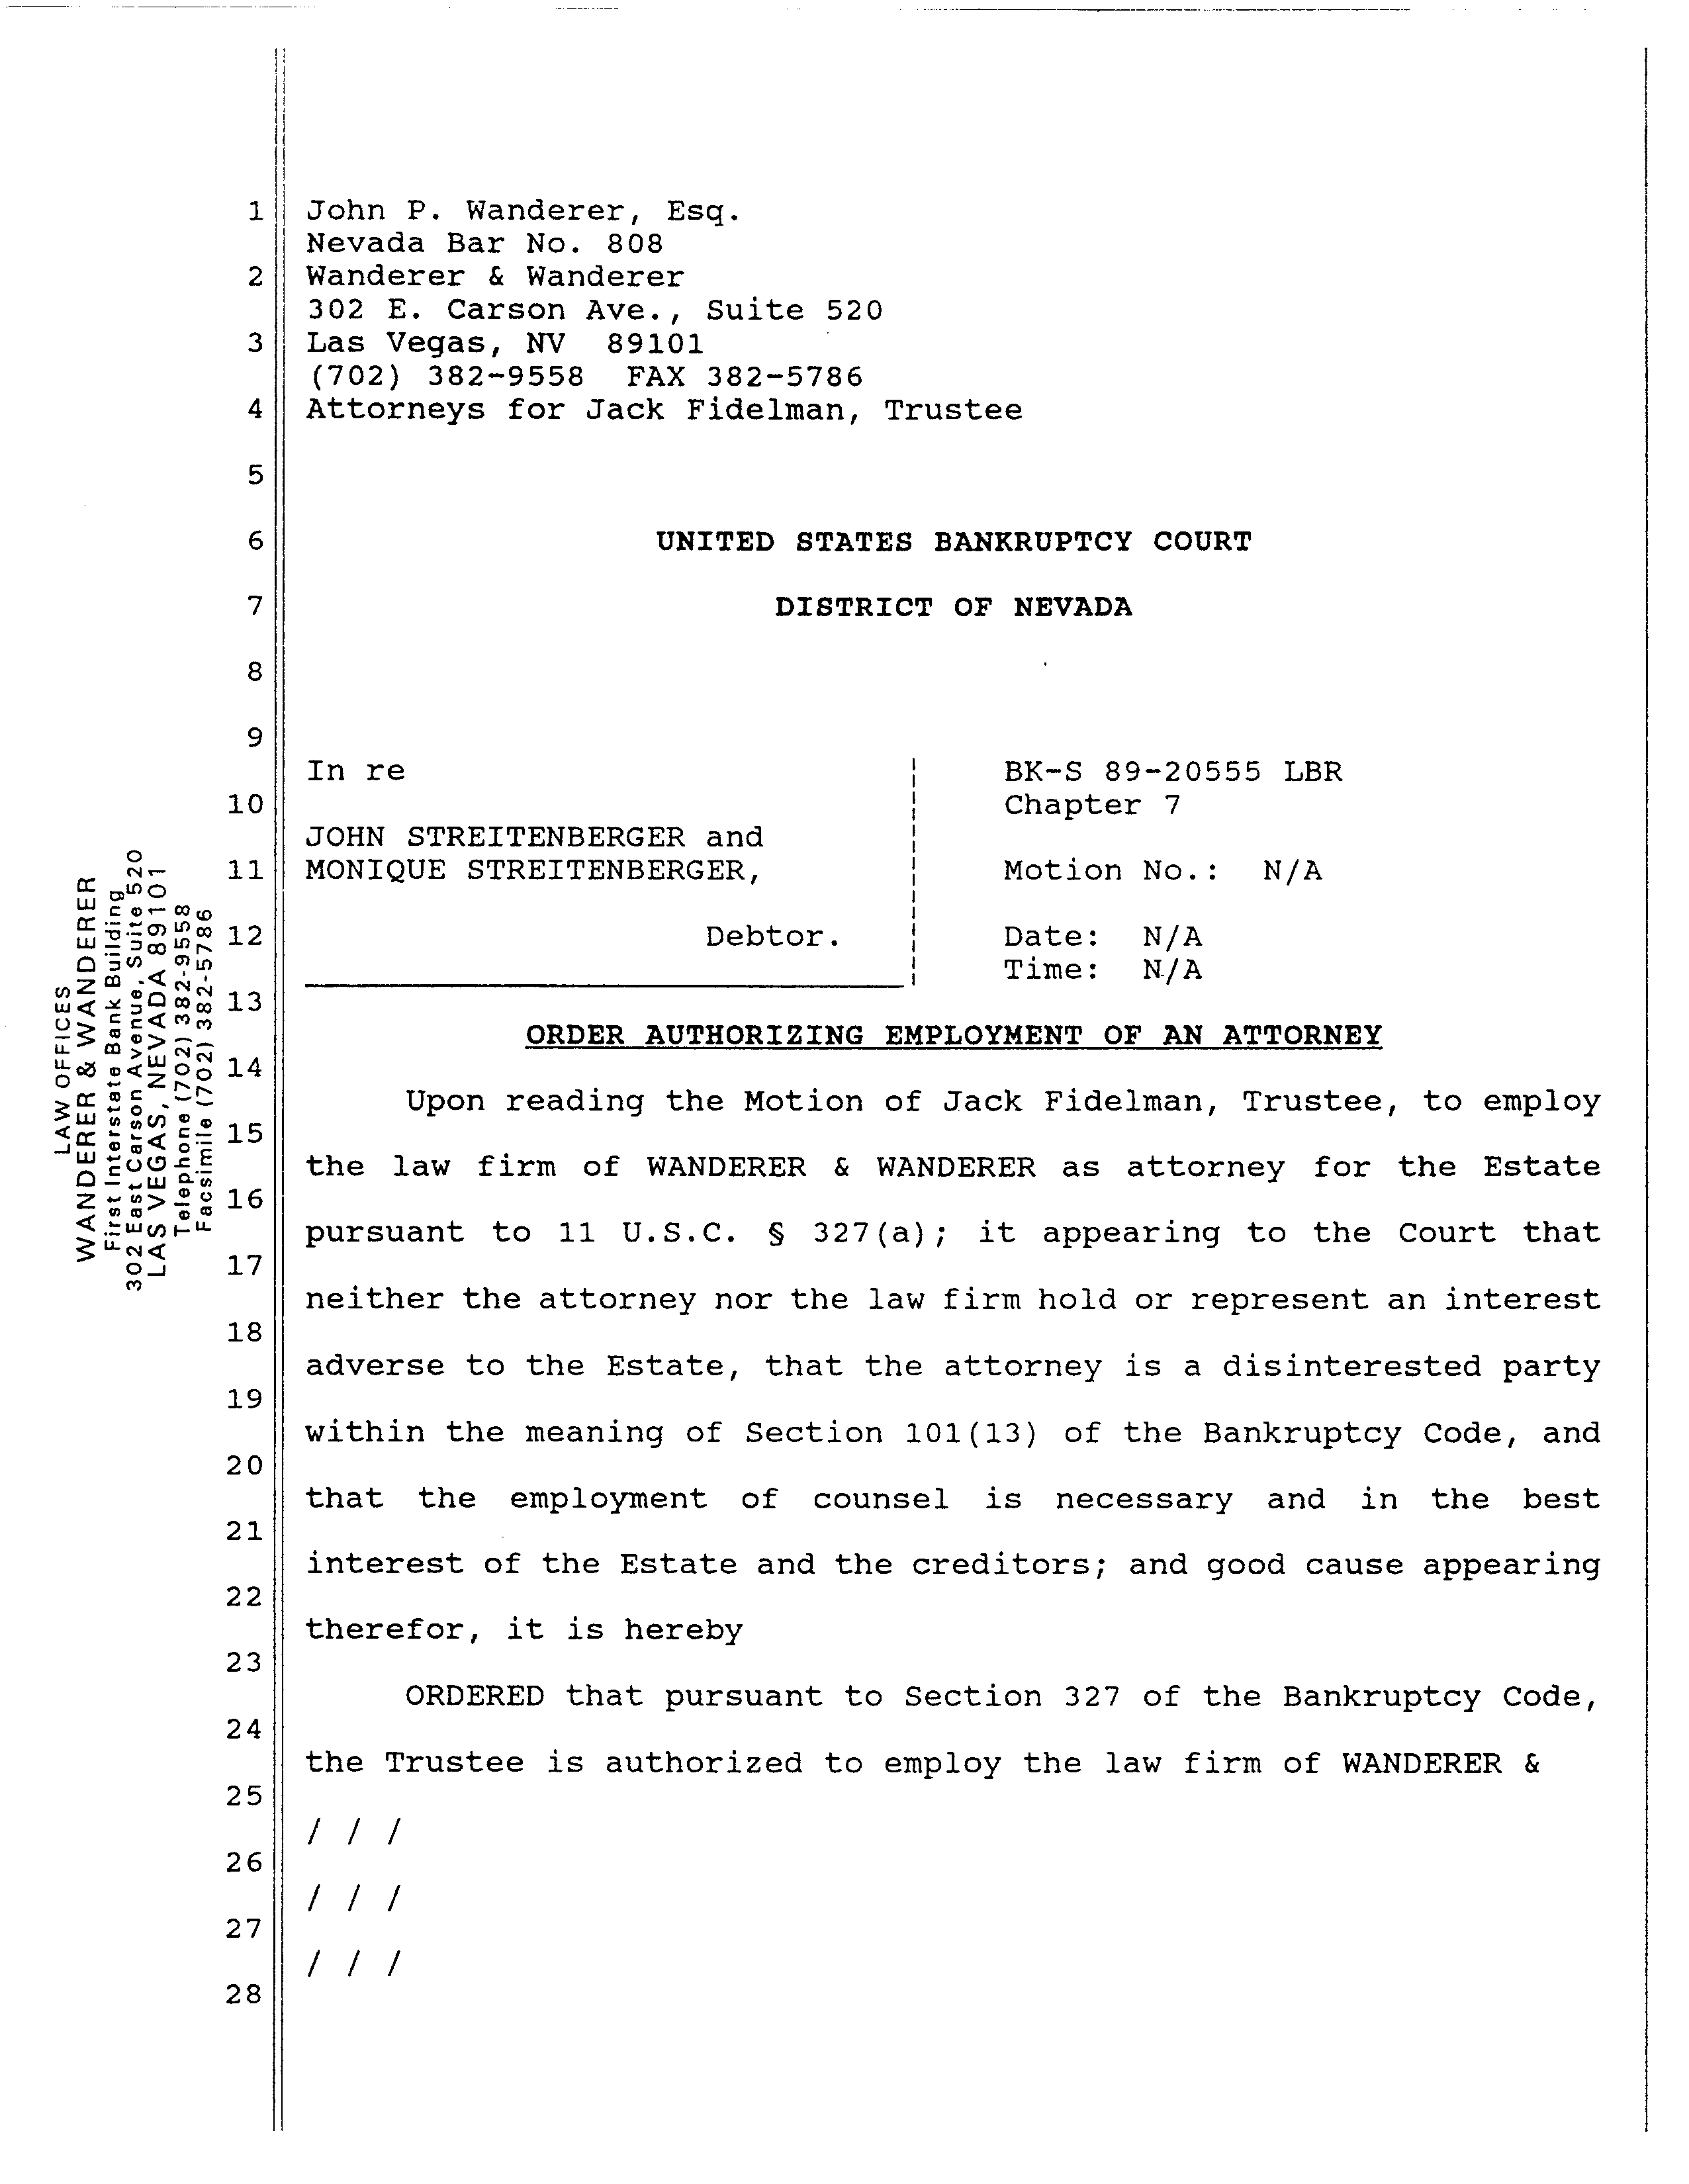 1 John P. Wanderer, Esq.
Nevada Bar No. 808
2 Wanderer & Wanderer
302 E. Carson Ave., Suite 520
3 Las Vegas, NV  89101
(702) 382-9558  FAX 382-5786
4 Attorneys for Jack Fidelman, Trustee
5
6 UNITED STATES BANKRUPTCY COURT
7 DISTRICT OF NEVADA
8
9
In re BK-S 89-20555 LBR
10 Chapter 7
JOHN STREITENBERGER and
11 MONIQUE STREITENBERGER, Motion No.:  N/A
12 Debtor. Date:  N/A
Time:  N/A
13
ORDER AUTHORIZING EMPLOYMENT OF AN ATTORNEY
14
Upon reading the Motion of Jack Fidelman, Trustee, to employ
15
the law firm of WANDERER & WANDERER as attorney for the Estate
16
pursuant to 11 U.S.C. § 327(a); it appearing to the Court that
17
neither the attorney nor the law firm hold or represent an interest
18
adverse to the Estate, that the attorney is a disinterested party
19
within the meaning of Section 101(13) of the Bankruptcy Code, and
20
that the employment of counsel is necessary and in the best
21
interest of the Estate and the creditors; and good cause appearing
22
therefor, it is hereby
23
ORDERED that pursuant to Section 327 of the Bankruptcy Code,
24
the Trustee is authorized to employ the law firm of WANDERER &
25
/ / /
26
/ / /
27
/ / /
28
LAW OFFICES
WANDERER & WANDERER
First Interstate Bank Building
302 East Carson Avenue, Suite 520
LAS VEGAS, NEVADA 89101
Telephone (702) 382-9558
Facsimile (702) 382-5786